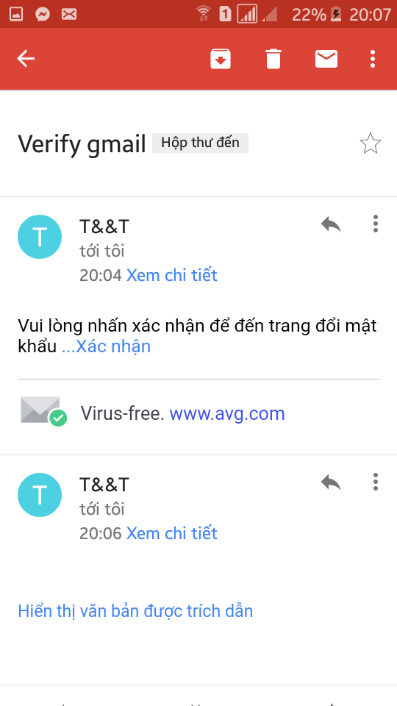 22% 20:07
Verify gmail Hộp thư đến
T T&&T
tới tôi
20:04 Xem chi tiết
Vui lòng nhấn xác nhận để đến trang đổi mật
khẩu ...Xác nhận
Virus-free. www.avg.com
T T&&T
tới tôi
20:06 Xem chi tiết
Hiển thị văn bản được trích dẫn